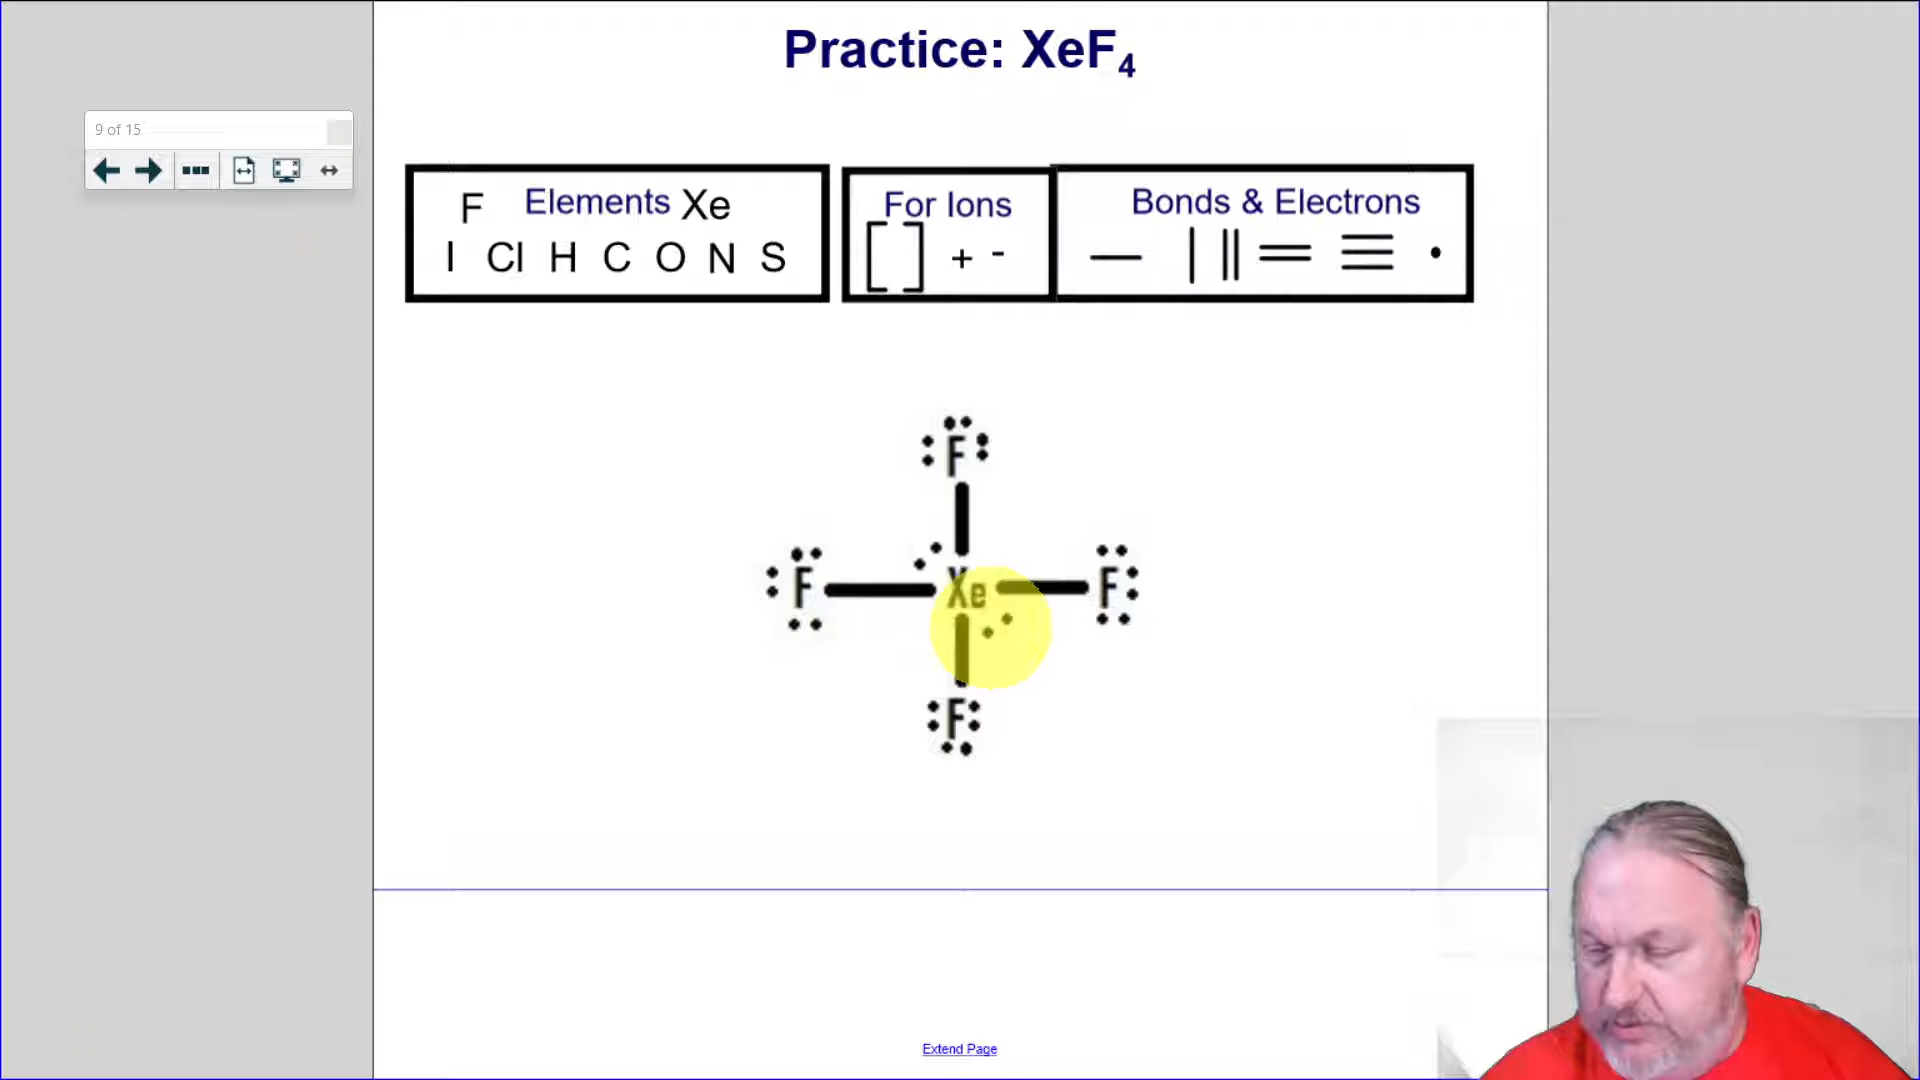 Practice: XeF₄
9 of 15
F Elements Xe
I Cl H C O N S
For Ions
[ ] + -
Bonds & Electrons
F
F Xe F
F
Extend Page